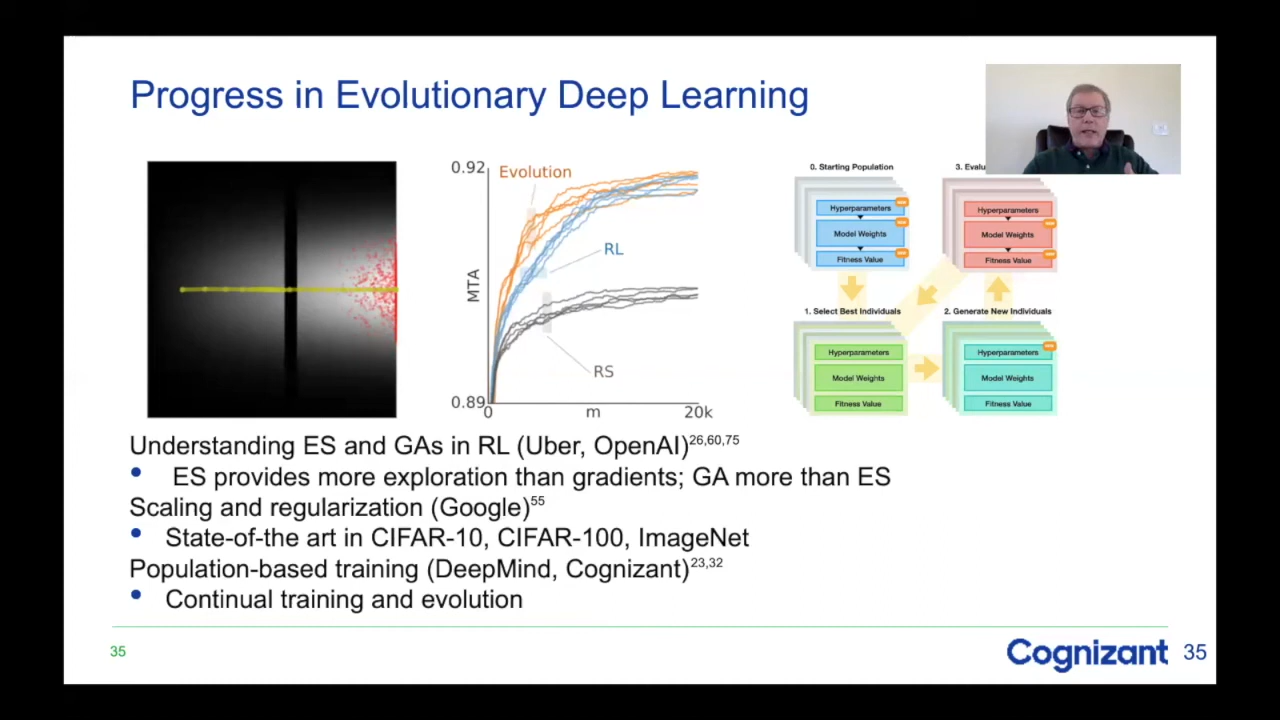 Progress in Evolutionary Deep Learning
0.92
Evolution
RL
MTA
RS
0.89
0
m
20k
0. Starting Population
Hyperparameters
Model Weights
Fitness Value
3.
Hyperparameters
Model Weights
Fitness Value
1. Select Best Individuals
Hyperparameters
Model Weights
Fitness Value
2. Generate New Individuals
Hyperparameters
Model Weights
Fitness Value
Understanding ES and GAs in RL (Uber, OpenAI)26,60,75
• ES provides more exploration than gradients; GA more than ES
Scaling and regularization (Google)55
• State-of-the art in CIFAR-10, CIFAR-100, ImageNet
Population-based training (DeepMind, Cognizant)23,32
• Continual training and evolution
35
Cognizant 35